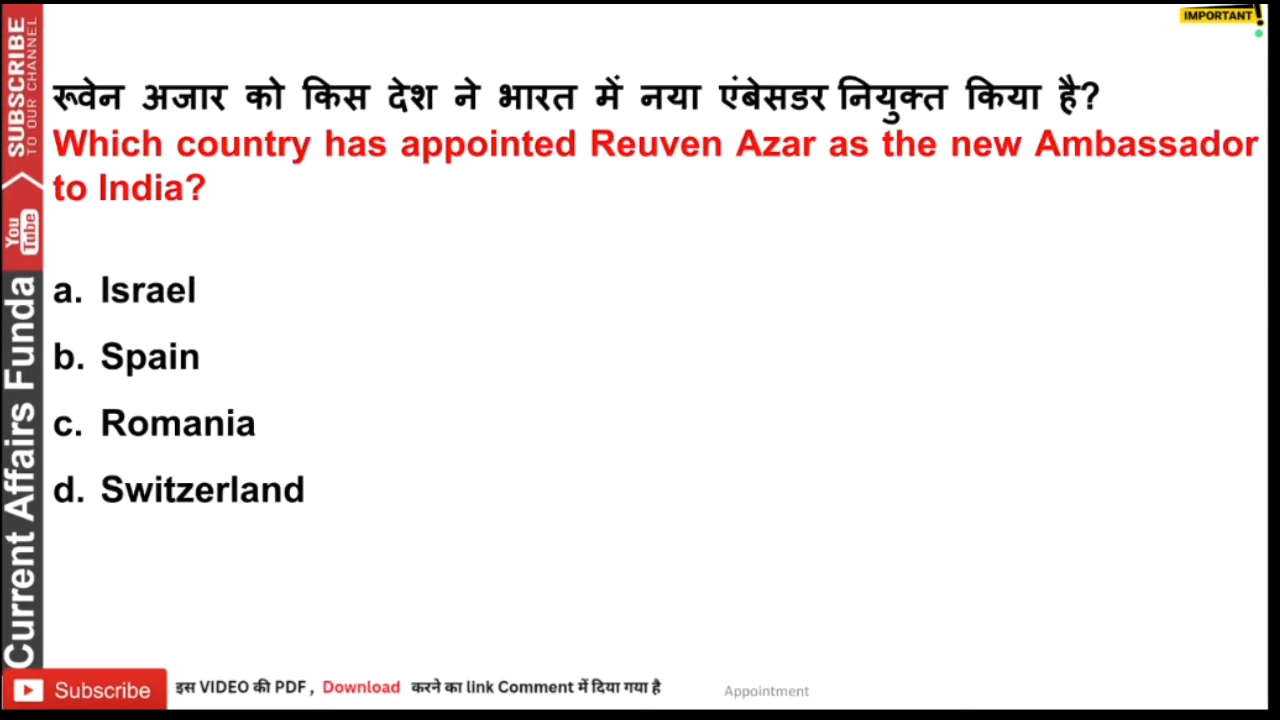 IMPORTANT!
रूवेन अजार को किस देश ने भारत में नया एंबेसडर नियुक्त किया है?
Which country has appointed Reuven Azar as the new Ambassador
to India?
a. Israel
b. Spain
c. Romania
d. Switzerland
SUBSCRIBE
TO OUR CHANNEL
You
Tube
Current Affairs Funda
Subscribe
इस VIDEO की PDF , Download करने का link Comment में दिया गया है
Appointment